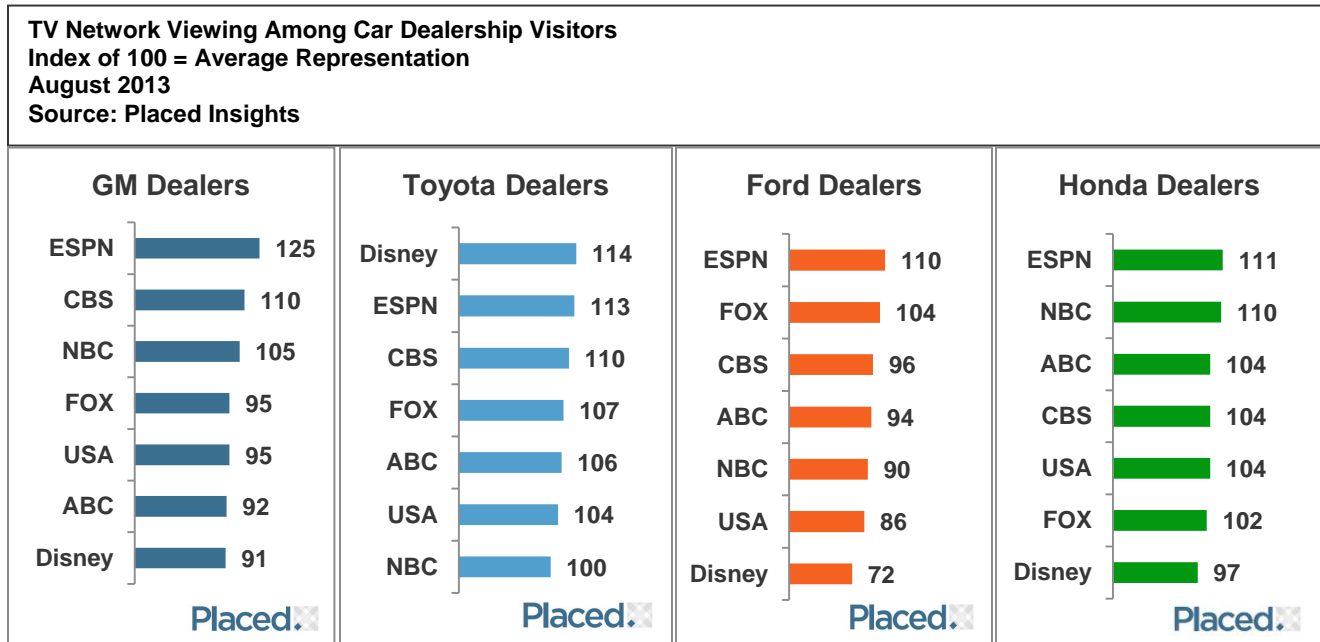 TV Network Viewing Among Car Dealership Visitors
Index of 100 = Average Representation
August 2013
Source: Placed Insights
GM Dealers
ESPN 125
CBS 110
NBC 105
FOX 95
USA 95
ABC 92
Disney 91
Placed.
Toyota Dealers
Disney 114
ESPN 113
CBS 110
FOX 107
ABC 106
USA 104
NBC 100
Placed.
Ford Dealers
ESPN 110
FOX 104
CBS 96
ABC 94
NBC 90
USA 86
Disney 72
Placed.
Honda Dealers
ESPN 111
NBC 110
ABC 104
CBS 104
USA 104
FOX 102
Disney 97
Placed.